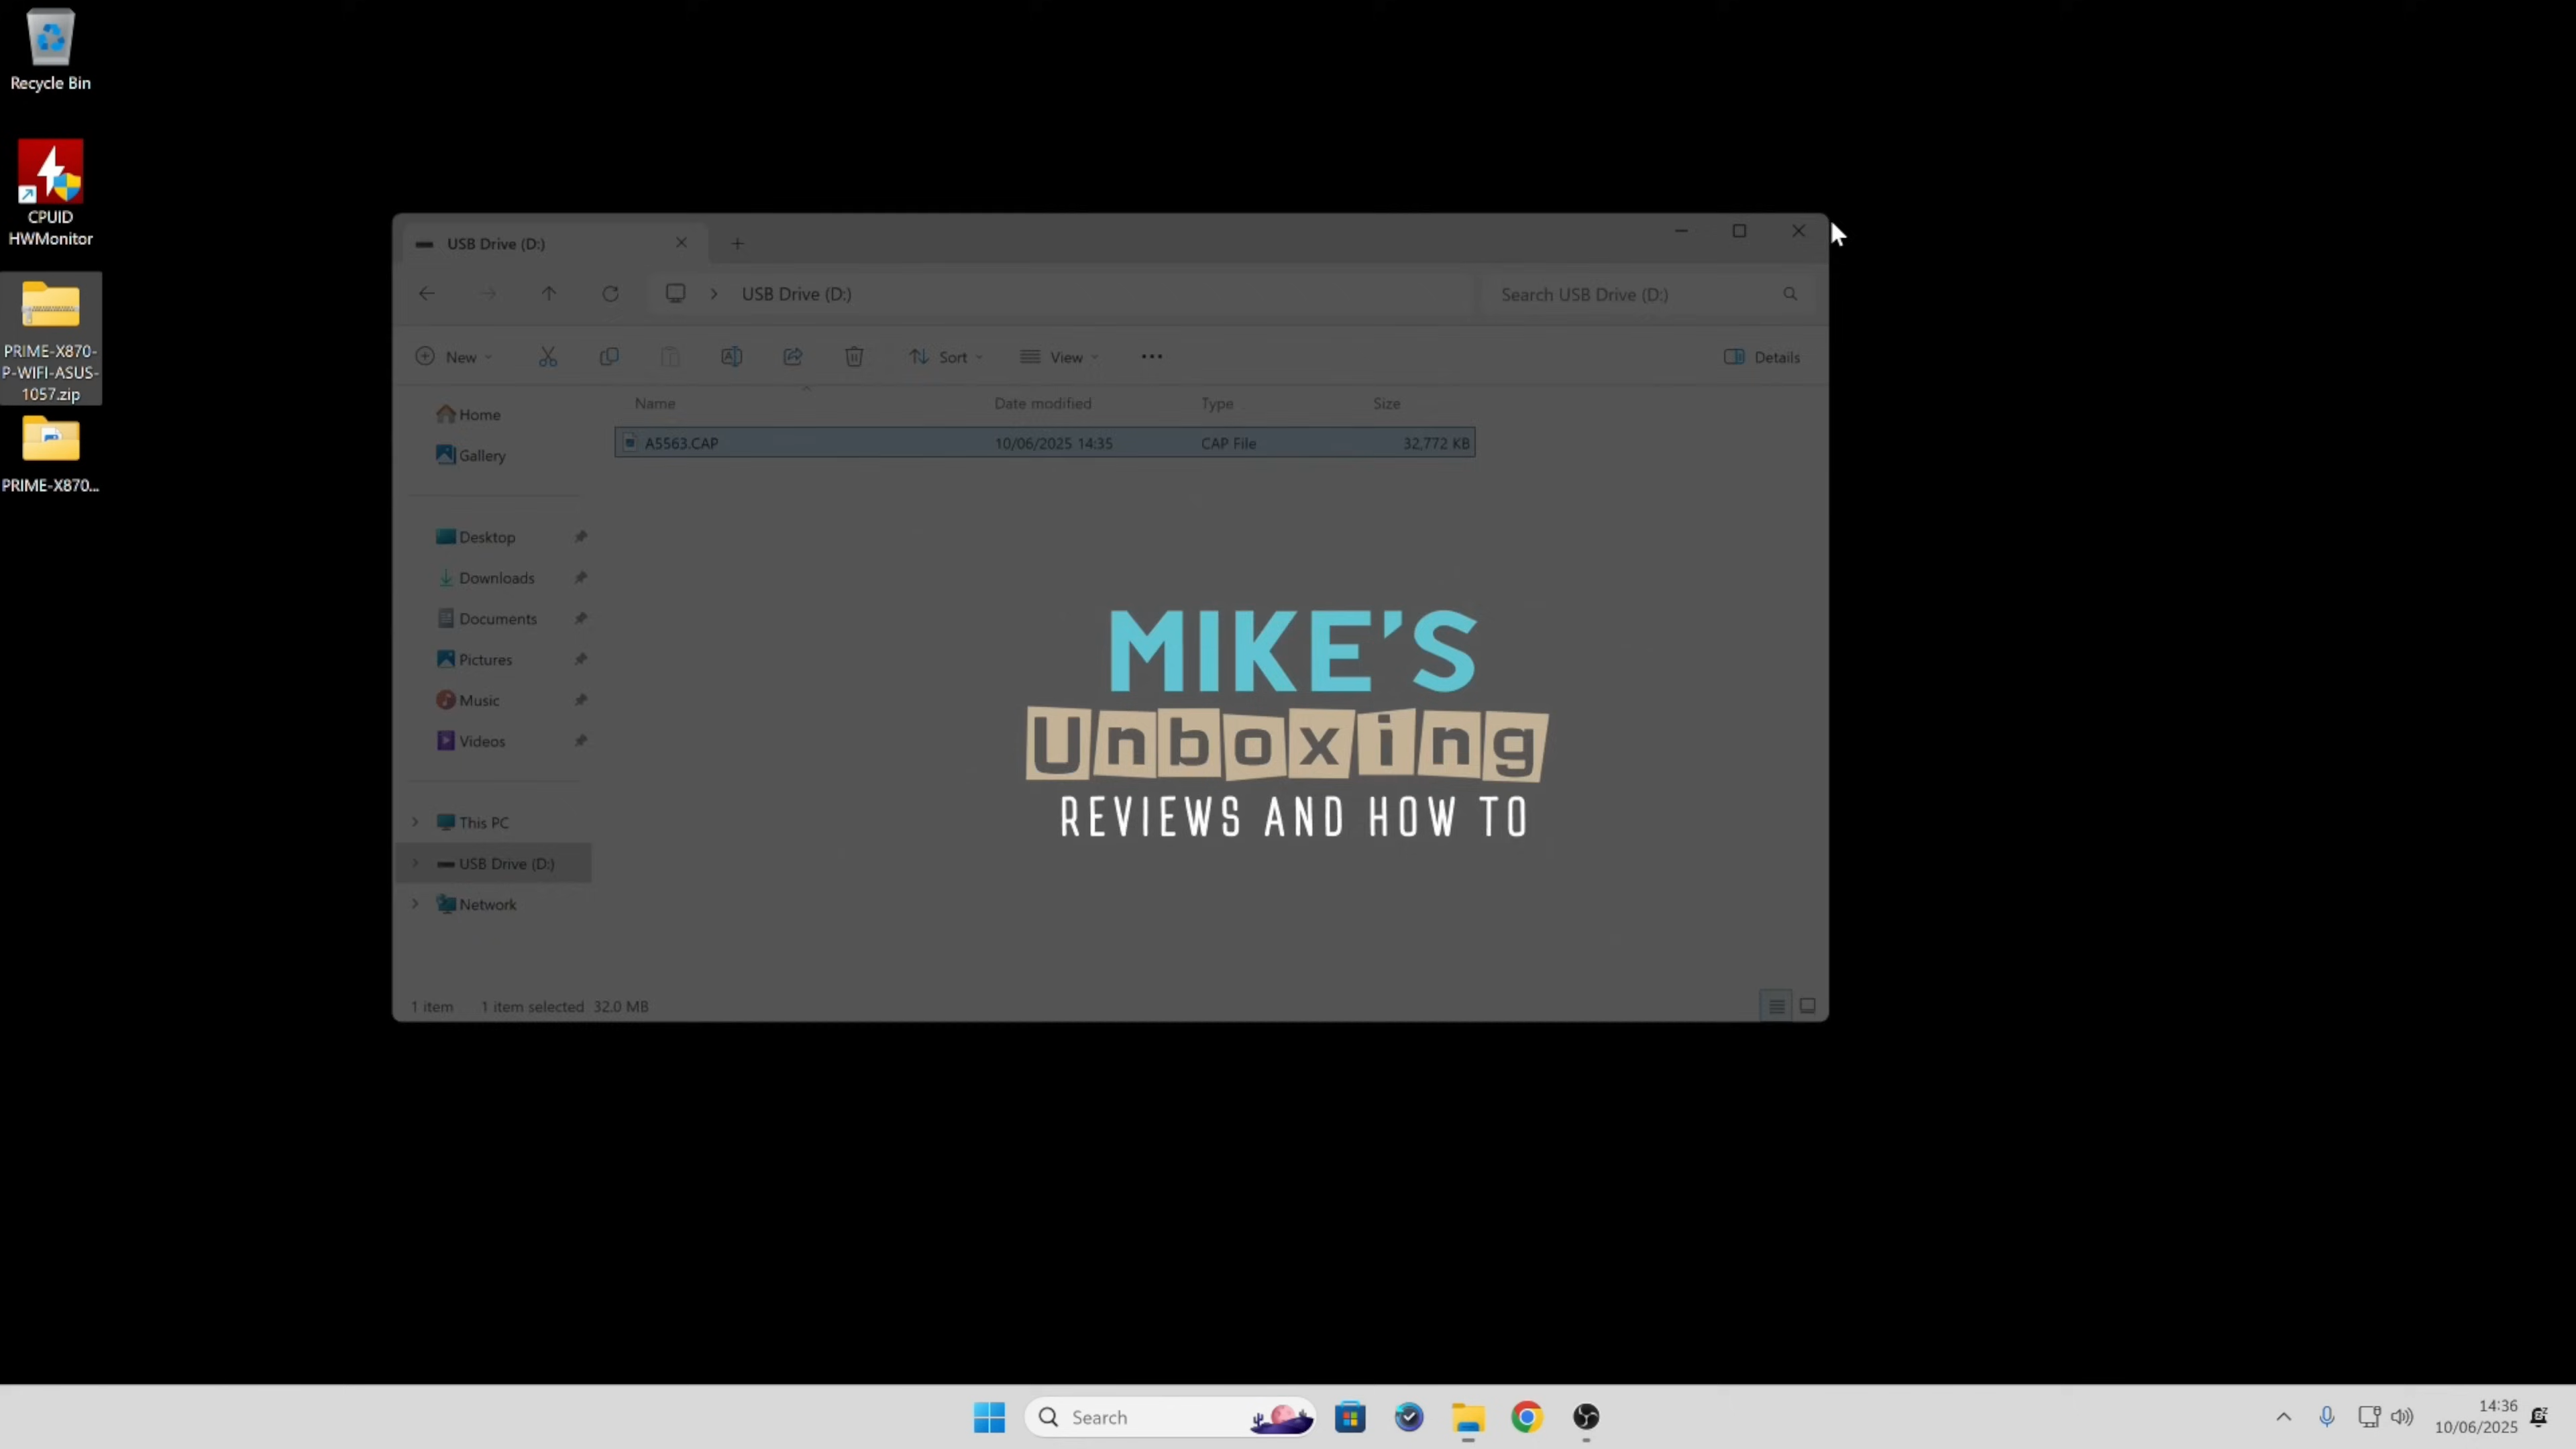 Recycle Bin
CPUID
HWMonitor
PRIME-X870-
P-WIFI-ASUS-
1057.zip
PRIME-X870...
USB Drive (D:)
USB Drive (D:)
Search USB Drive (D:)
New
Sort
View
Details
Name Date modified Type Size
A5563.CAP 10/06/2025 14:35 CAP File 32,772 KB
Home
Gallery
Desktop
Downloads
Documents
Pictures
Music
Videos
This PC
USB Drive (D:)
Network
MIKE'S
Unboxing
REVIEWS AND HOW TO
1 item 1 item selected 32.0 MB
Search
14:36
10/06/2025